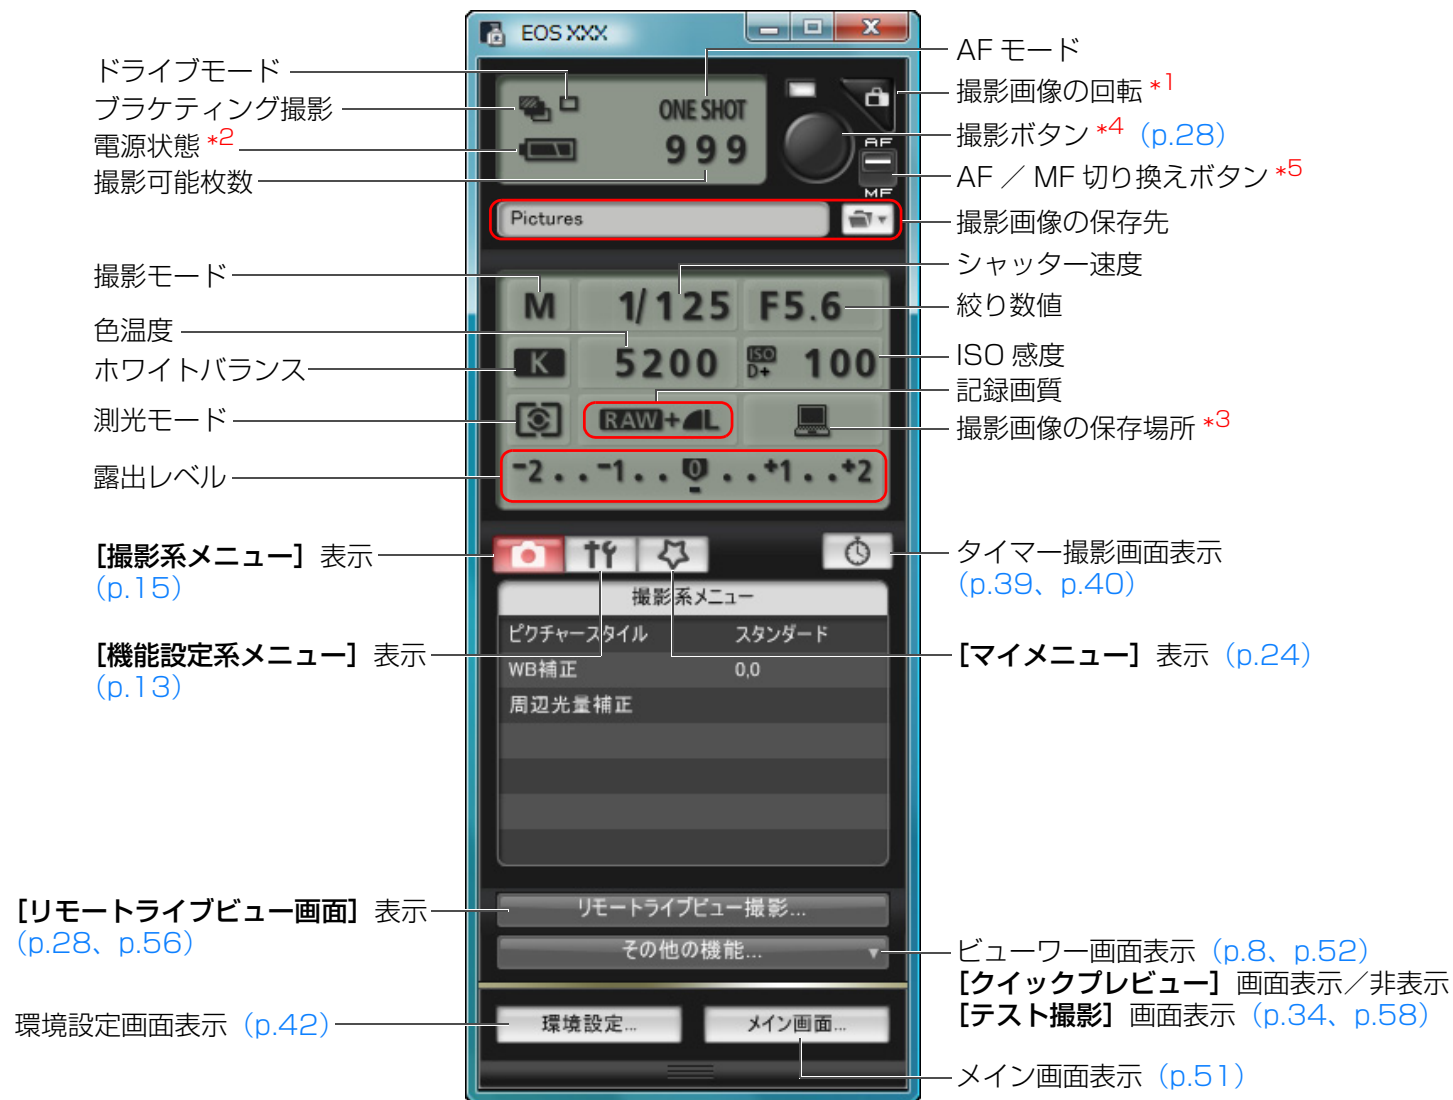 EOS XXX
ドライブモード
ブラケティング撮影
電源状態 *2
撮影可能枚数
ONE SHOT
999
AF
MF
Pictures
AF モード
撮影画像の回転 *1
撮影ボタン *4（p.28）
AF ／ MF 切り換えボタン *5
撮影画像の保存先
撮影モード
色温度
ホワイトバランス
測光モード
露出レベル
M 1/125 F5.6
K 5200 ISO D+ 100
RAW+L
-2..-1..0..+1..+2
シャッター速度
絞り数値
ISO 感度
記録画質
撮影画像の保存場所 *3
［撮影系メニュー］表示
（p.15）
［機能設定系メニュー］表示
（p.13）
撮影系メニュー
ピクチャースタイル スタンダード
WB補正 0,0
周辺光量補正
タイマー撮影画面表示
（p.39、p.40）
［マイメニュー］表示（p.24）
［リモートライブビュー画面］表示
（p.28、p.56）
リモートライブビュー撮影...
その他の機能...
ビューワー画面表示（p.8、p.52）
［クイックプレビュー］画面表示／非表示
［テスト撮影］画面表示（p.34、p.58）
環境設定画面表示（p.42）
環境設定... メイン画面...
メイン画面表示（p.51）